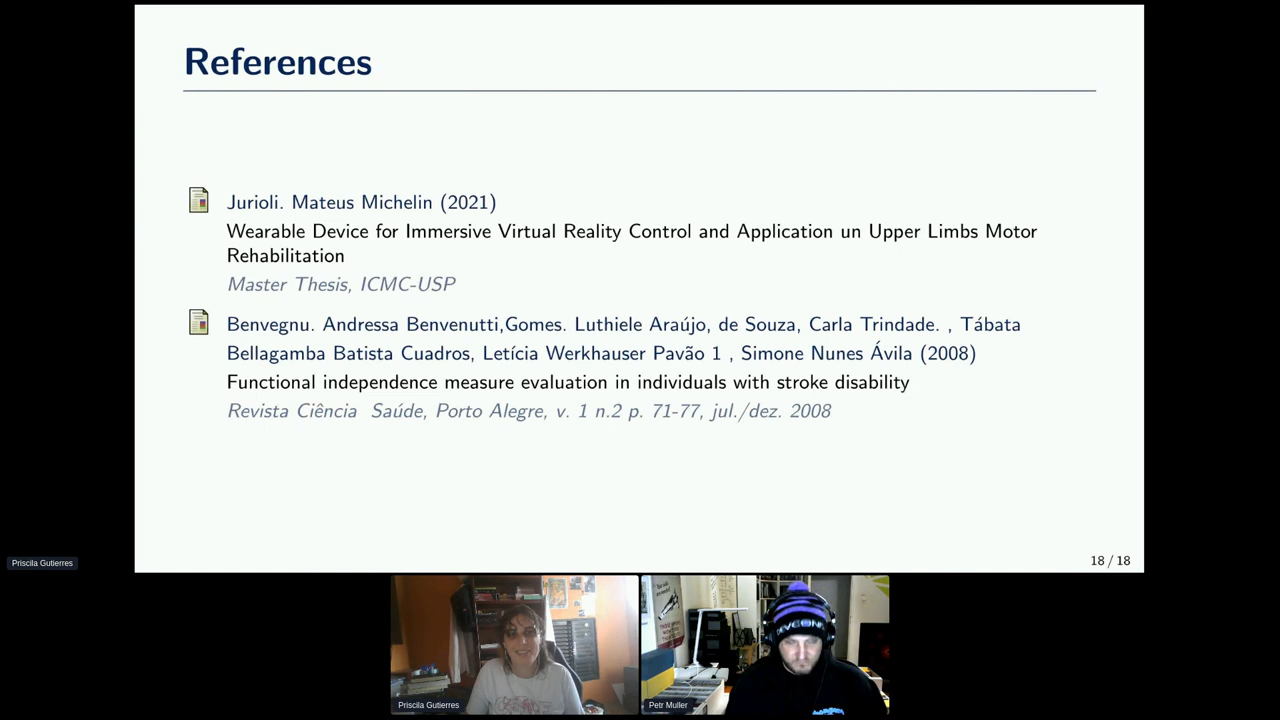 References
Jurioli. Mateus Michelin (2021)
Wearable Device for Immersive Virtual Reality Control and Application un Upper Limbs Motor
Rehabilitation
Master Thesis, ICMC-USP
Benvegnu. Andressa Benvenutti,Gomes. Luthiele Araújo, de Souza, Carla Trindade. , Tábata
Bellagamba Batista Cuadros, Letícia Werkhauser Pavão 1 , Simone Nunes Ávila (2008)
Functional independence measure evaluation in individuals with stroke disability
Revista Ciência Saúde, Porto Alegre, v. 1 n.2 p. 71-77, jul./dez. 2008
18 / 18
Priscila Gutierres
Priscila Gutierres
Petr Muller